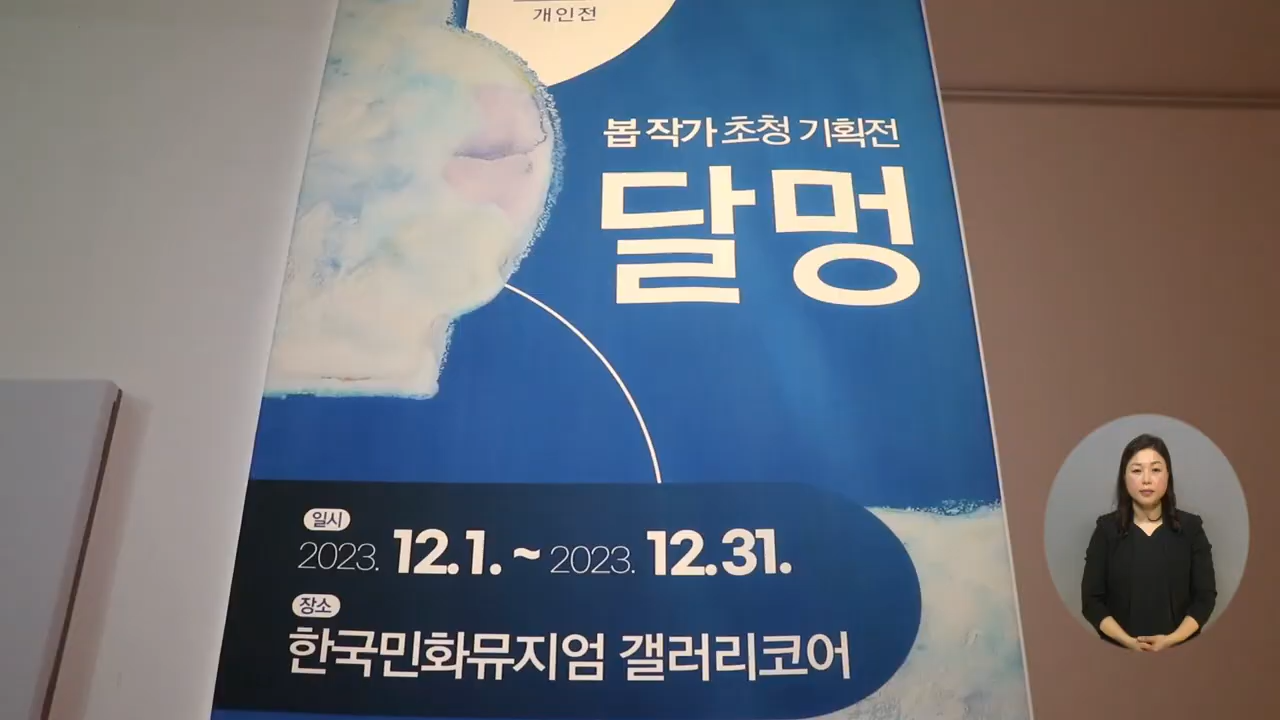 개인전
봅 작가 초청 기획전
달멍
일시
2023. 12.1. ~ 2023. 12.31.
장소
한국민화뮤지엄 갤러리코어